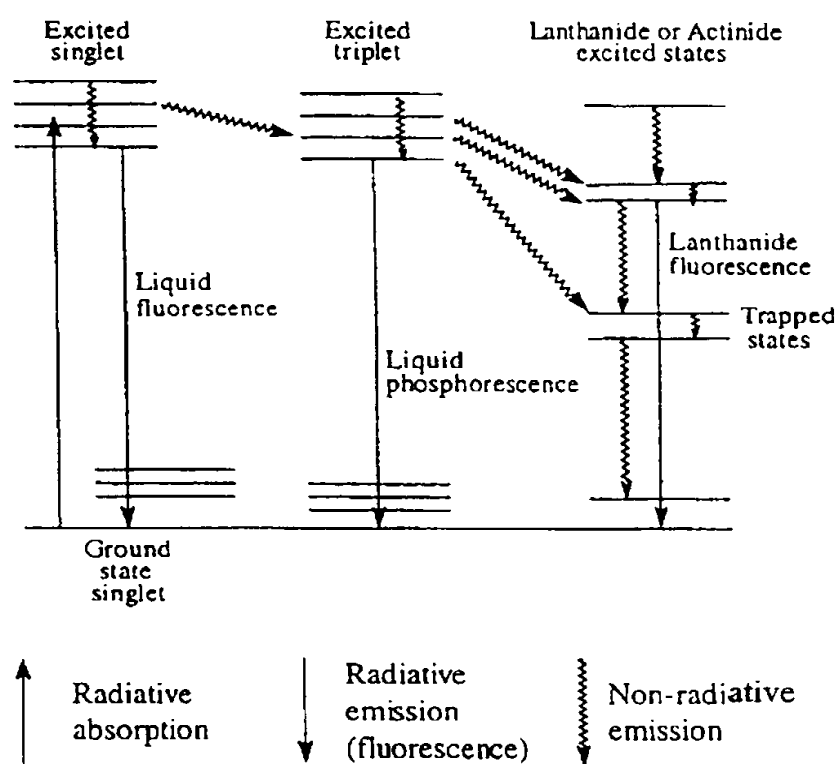 Excited
singlet
Excited
triplet
Lanthanide or Actinide
excited states
Liquid
fluorescence
Liquid
phosphorescence
Lanthanide
fluorescence
Trapped
states
Ground
state
singlet
Radiative
absorption
Radiative
emission
(fluorescence)
Non-radiative
emission